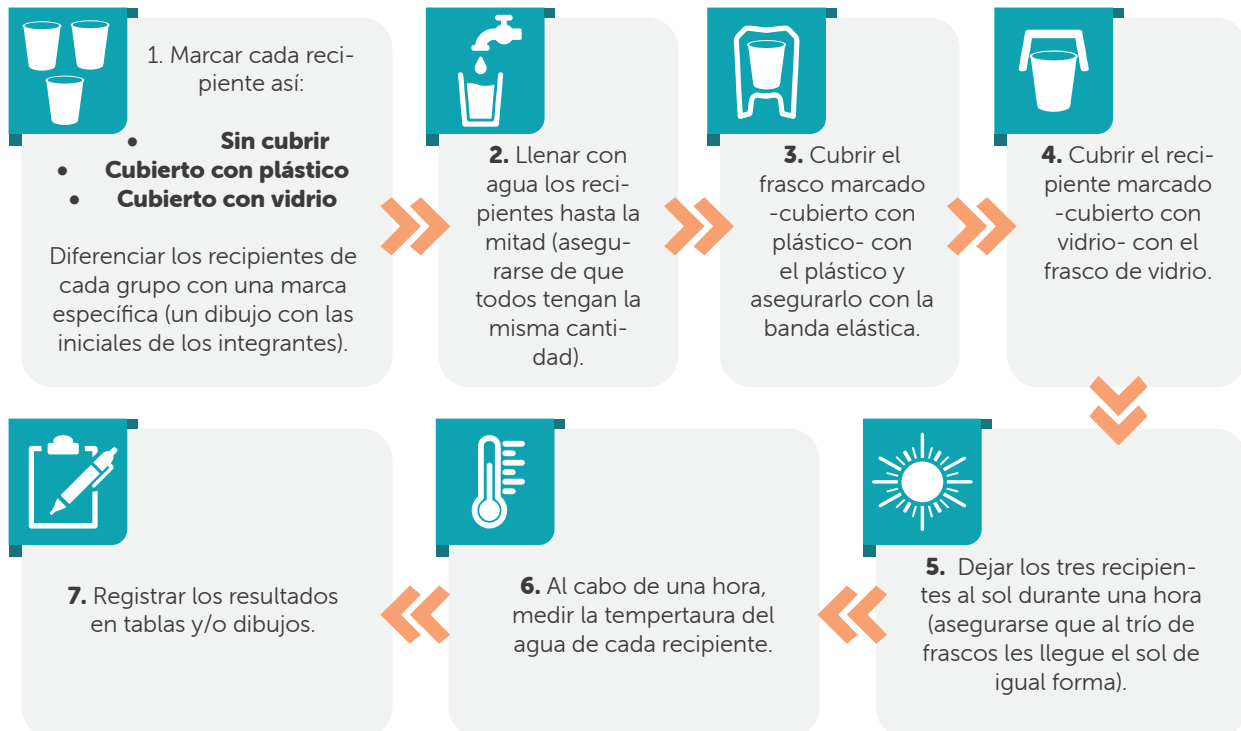 1. Marcar cada reci-
piente así:
• Sin cubrir
• Cubierto con plástico
• Cubierto con vidrio
Diferenciar los recipientes de
cada grupo con una marca
específica (un dibujo con las
iniciales de los integrantes).
2. Llenar con
agua los reci-
pientes hasta la
mitad (asegu-
rarse de que
todos tengan la
misma canti-
dad).
3. Cubrir el
frasco marcado
-cubierto con
plástico- con
el plástico y
asegurarlo con la
banda elástica.
4. Cubrir el reci-
piente marcado
-cubierto con
vidrio- con el
frasco de vidrio.
5. Dejar los tres recipien-
tes al sol durante una hora
(asegurarse que al trío de
frascos les llegue el sol de
igual forma).
6. Al cabo de una hora,
medir la tempertaura del
agua de cada recipiente.
7. Registrar los resultados
en tablas y/o dibujos.